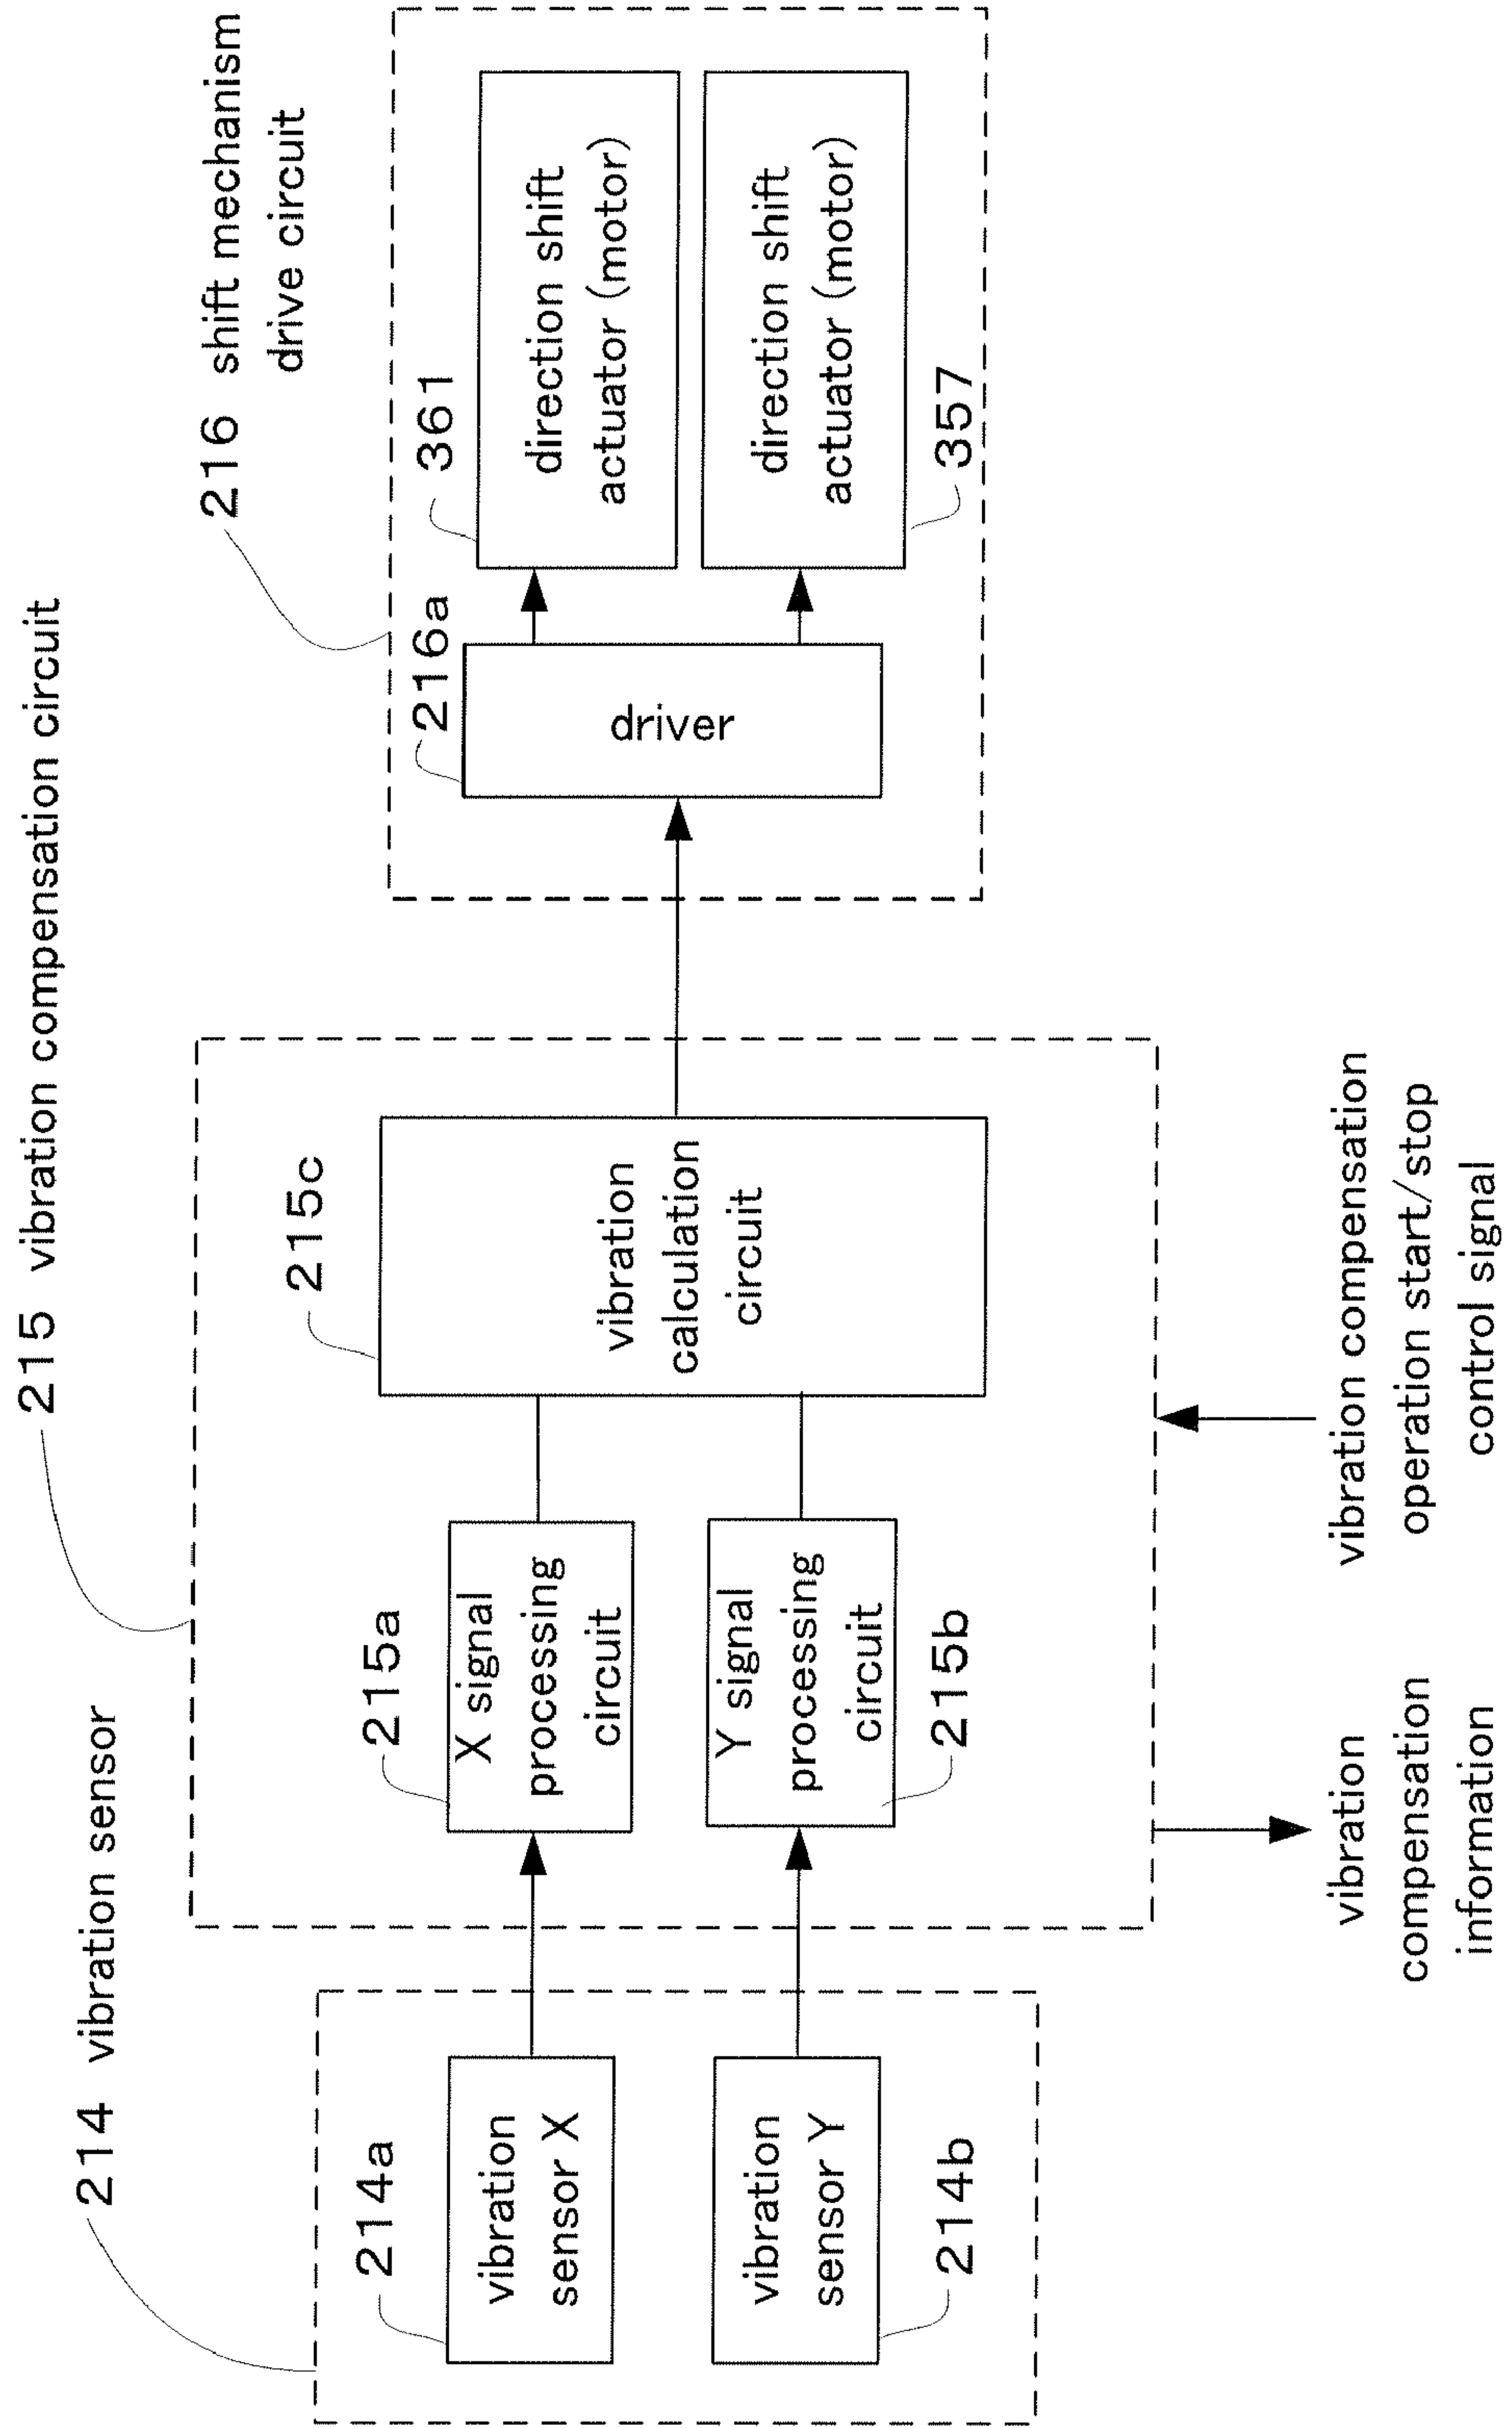 215 vibration compensation circuit
214 vibration sensor
216 shift mechanism
drive circuit
214a
vibration
sensor X
vibration
sensor Y
214b
215a
X signal
processing
circuit
Y signal
processing
circuit
215b
215c
vibration
calculation
circuit
216a
driver
361
direction shift
actuator (motor)
direction shift
actuator (motor)
357
vibration
compensation
information
vibration compensation
operation start/stop
control signal